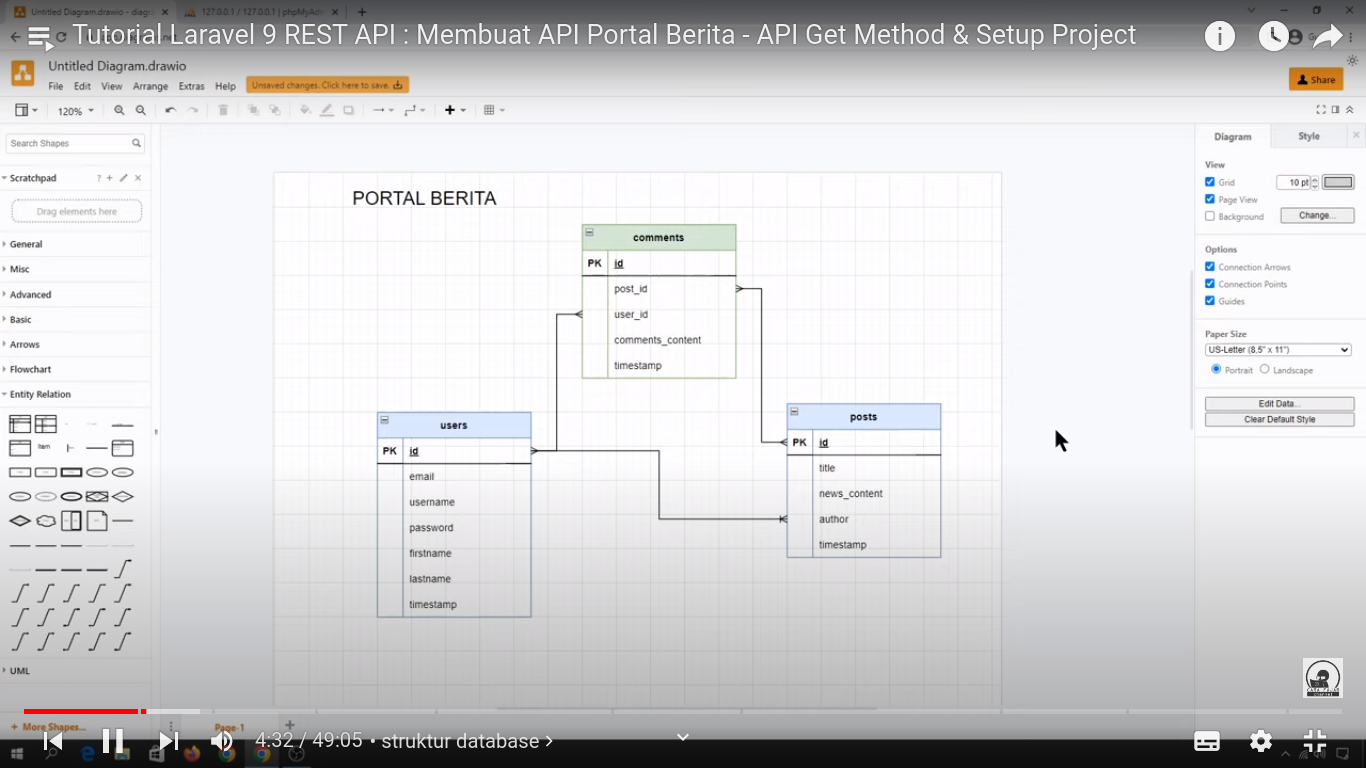 Untitled Diagram.drawio - diagr
127.0.0.1 / 127.0.0.1 | phpMyAdm
Tutorial Laravel 9 REST API : Membuat API Portal Berita - API Get Method & Setup Project
Untitled Diagram.drawio
File Edit View Arrange Extras Help
Unsaved changes. Click here to save.
Share
120%
Search Shapes
Scratchpad
Drag elements here
General
Misc
Advanced
Basic
Arrows
Flowchart
Entity Relation
UML
+ More Shapes...
PORTAL BERITA
comments
PK id
post_id
user_id
comments_content
timestamp
users
PK id
email
username
password
firstname
lastname
timestamp
posts
PK id
title
news_content
author
timestamp
Diagram Style
View
Grid 10 pt
Page View
Background Change...
Options
Connection Arrows
Connection Points
Guides
Paper Size
US-Letter (8,5" x 11")
Portrait Landscape
Edit Data...
Clear Default Style
Page-1
4:32 / 49:05 • struktur database